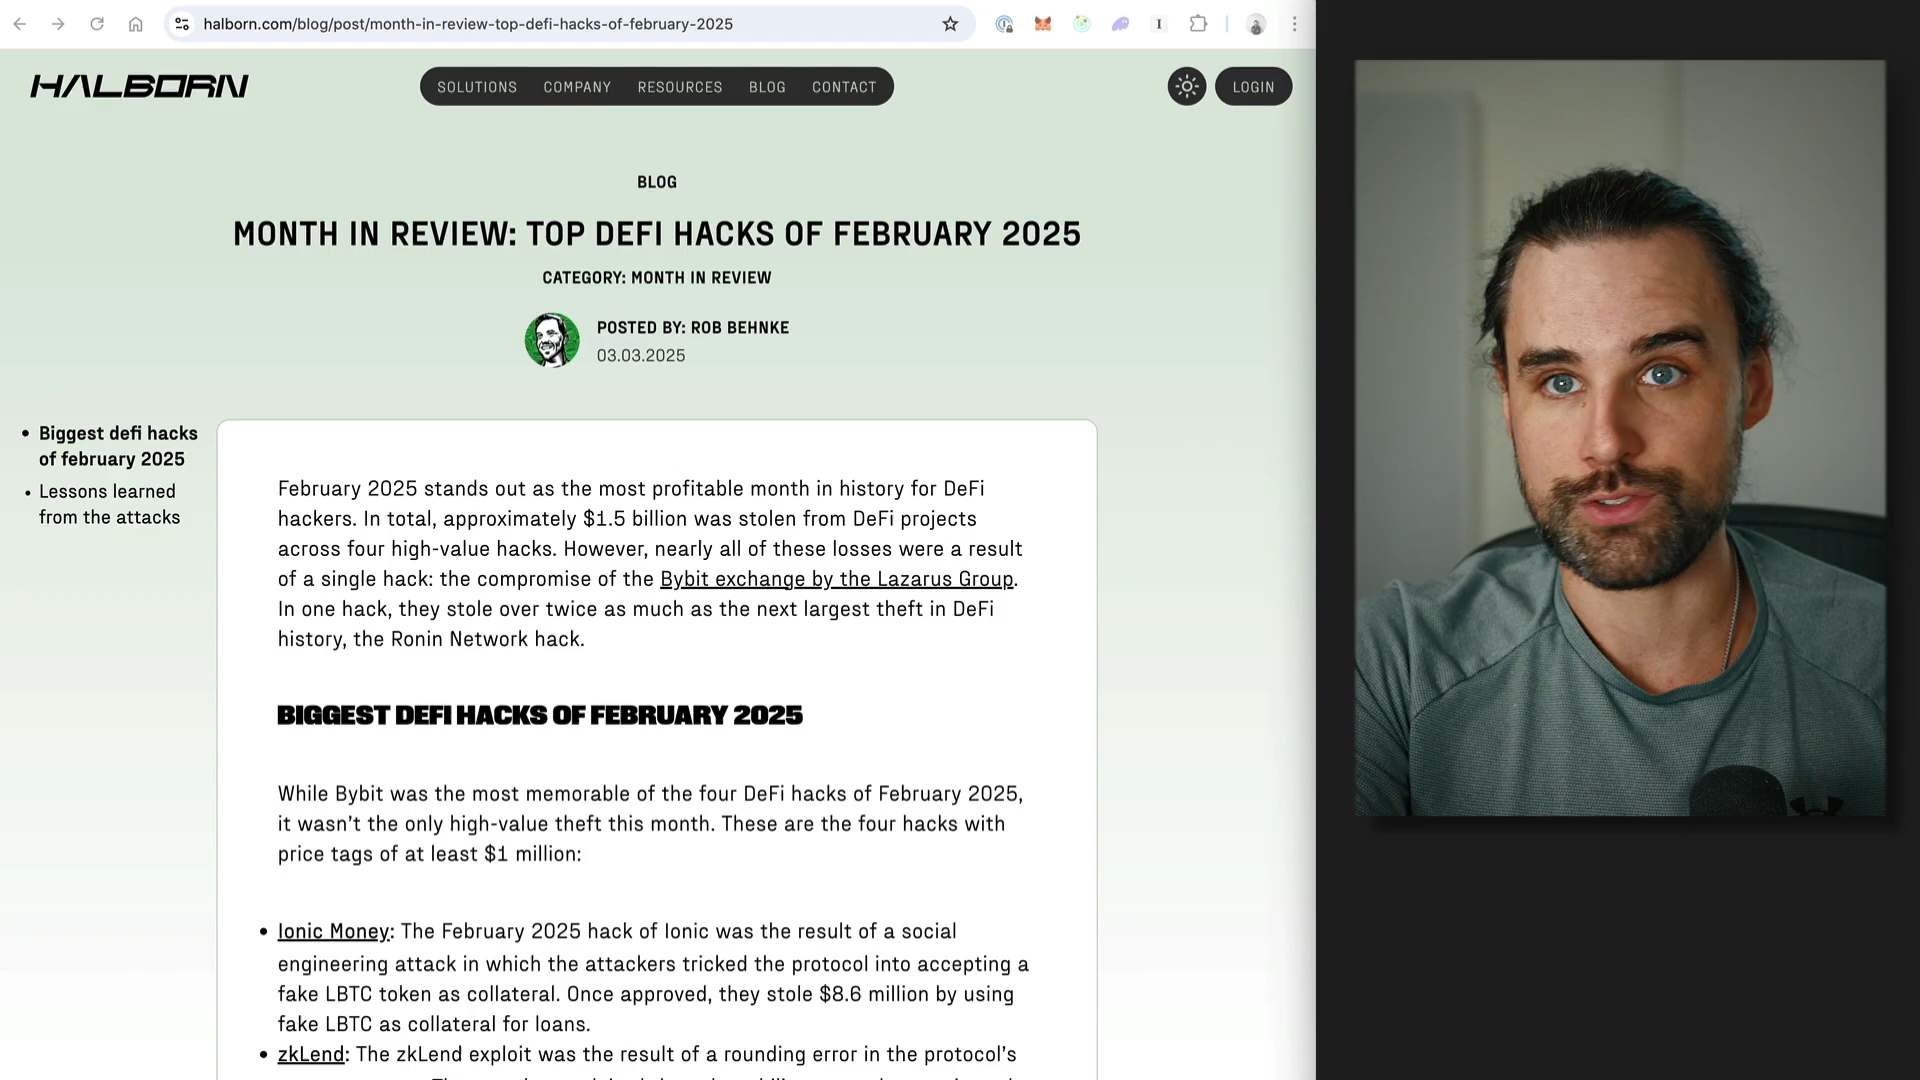 halborn.com/blog/post/month-in-review-top-defi-hacks-of-february-2025
HALBORN
SOLUTIONS COMPANY RESOURCES BLOG CONTACT
LOGIN
BLOG
MONTH IN REVIEW: TOP DEFI HACKS OF FEBRUARY 2025
CATEGORY: MONTH IN REVIEW
POSTED BY: ROB BEHNKE
03.03.2025
Biggest defi hacks
of february 2025
Lessons learned
from the attacks
February 2025 stands out as the most profitable month in history for DeFi
hackers. In total, approximately $1.5 billion was stolen from DeFi projects
across four high-value hacks. However, nearly all of these losses were a result
of a single hack: the compromise of the Bybit exchange by the Lazarus Group.
In one hack, they stole over twice as much as the next largest theft in DeFi
history, the Ronin Network hack.
BIGGEST DEFI HACKS OF FEBRUARY 2025
While Bybit was the most memorable of the four DeFi hacks of February 2025,
it wasn’t the only high-value theft this month. These are the four hacks with
price tags of at least $1 million:
Ionic Money: The February 2025 hack of Ionic was the result of a social
engineering attack in which the attackers tricked the protocol into accepting a
fake LBTC token as collateral. Once approved, they stole $8.6 million by using
fake LBTC as collateral for loans.
zkLend: The zkLend exploit was the result of a rounding error in the protocol’s